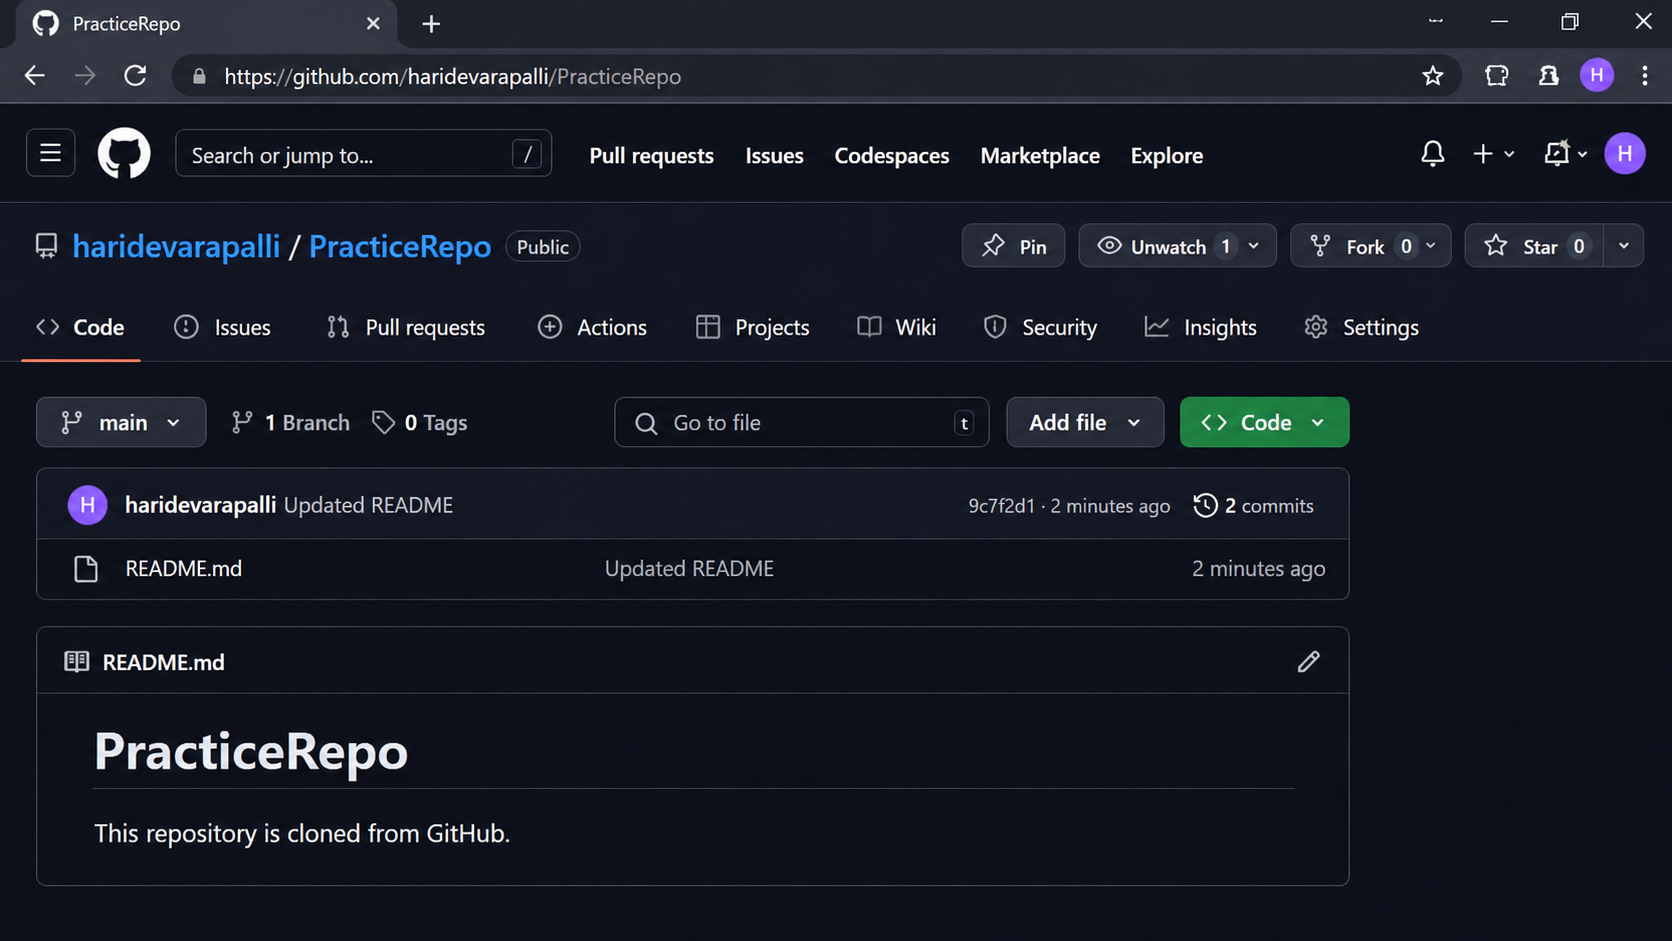 PracticeRepo
https://github.com/haridevarapalli/PracticeRepo
H
Search or jump to... /
Pull requests Issues Codespaces Marketplace Explore
H
haridevarapalli / PracticeRepo Public
Pin Unwatch 1 Fork 0 Star 0
Code Issues Pull requests Actions Projects Wiki Security Insights Settings
main 1 Branch 0 Tags Go to file t Add file Code
H haridevarapalli Updated README 9c7f2d1 · 2 minutes ago 2 commits
README.md Updated README 2 minutes ago
README.md
PracticeRepo
This repository is cloned from GitHub.